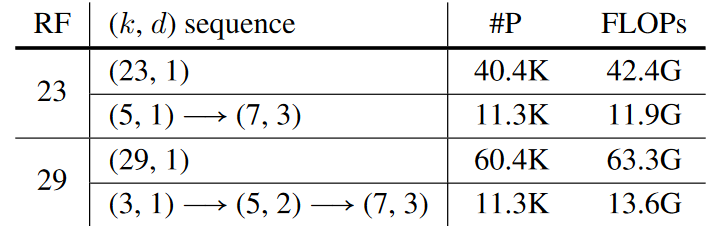 RF (k, d) sequence #P FLOPs
23 (23, 1) 40.4K 42.4G
(5, 1) ⟶ (7, 3) 11.3K 11.9G
29 (29, 1) 60.4K 63.3G
(3, 1) ⟶ (5, 2) ⟶ (7, 3) 11.3K 13.6G